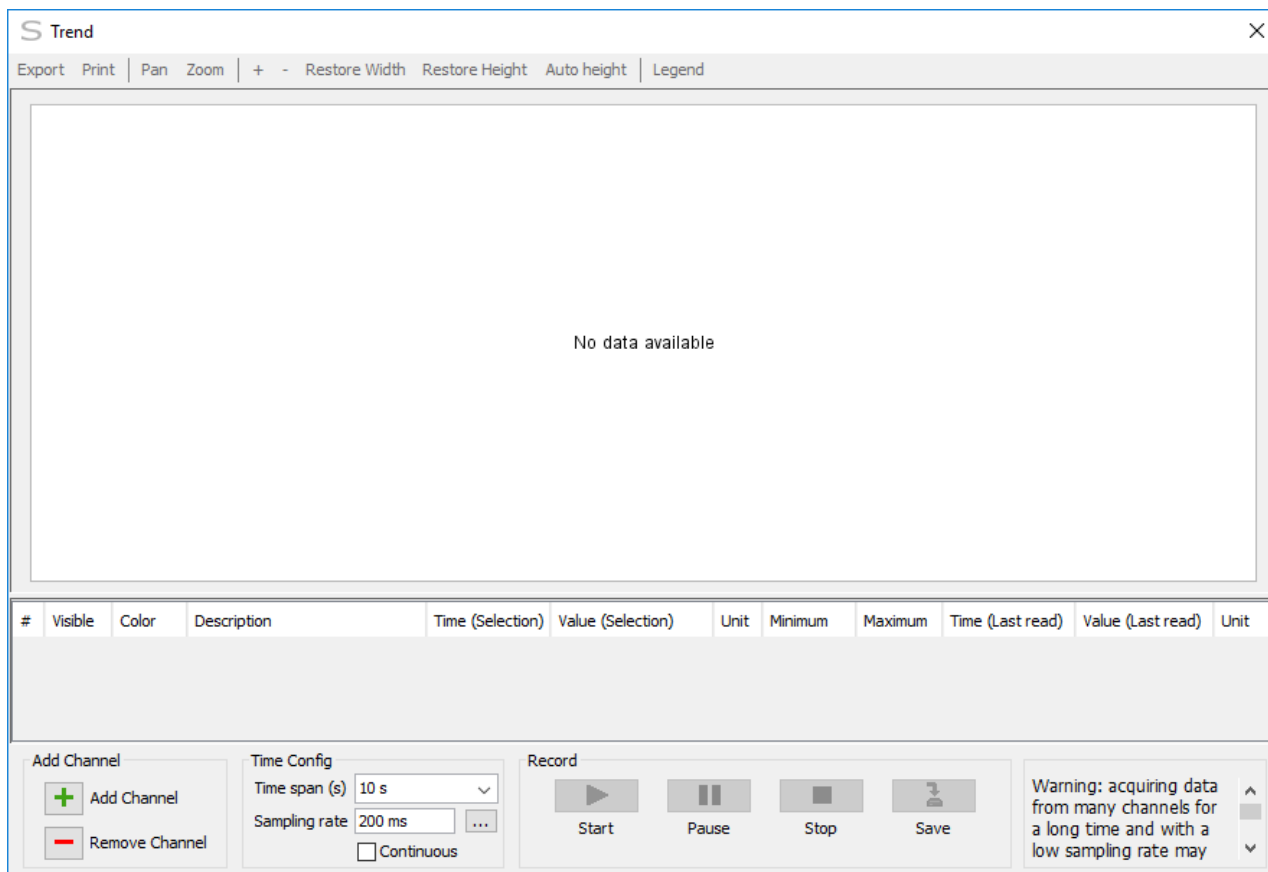 S Trend
Export Print Pan Zoom + - Restore Width Restore Height Auto height Legend
No data available
# Visible Color Description Time (Selection) Value (Selection) Unit Minimum Maximum Time (Last read) Value (Last read) Unit
Add Channel
Add Channel
Remove Channel
Time Config
Time span (s) 10 s
Sampling rate 200 ms ...
Continuous
Record
Start Pause Stop Save
Warning: acquiring data
from many channels for
a long time and with a
low sampling rate may